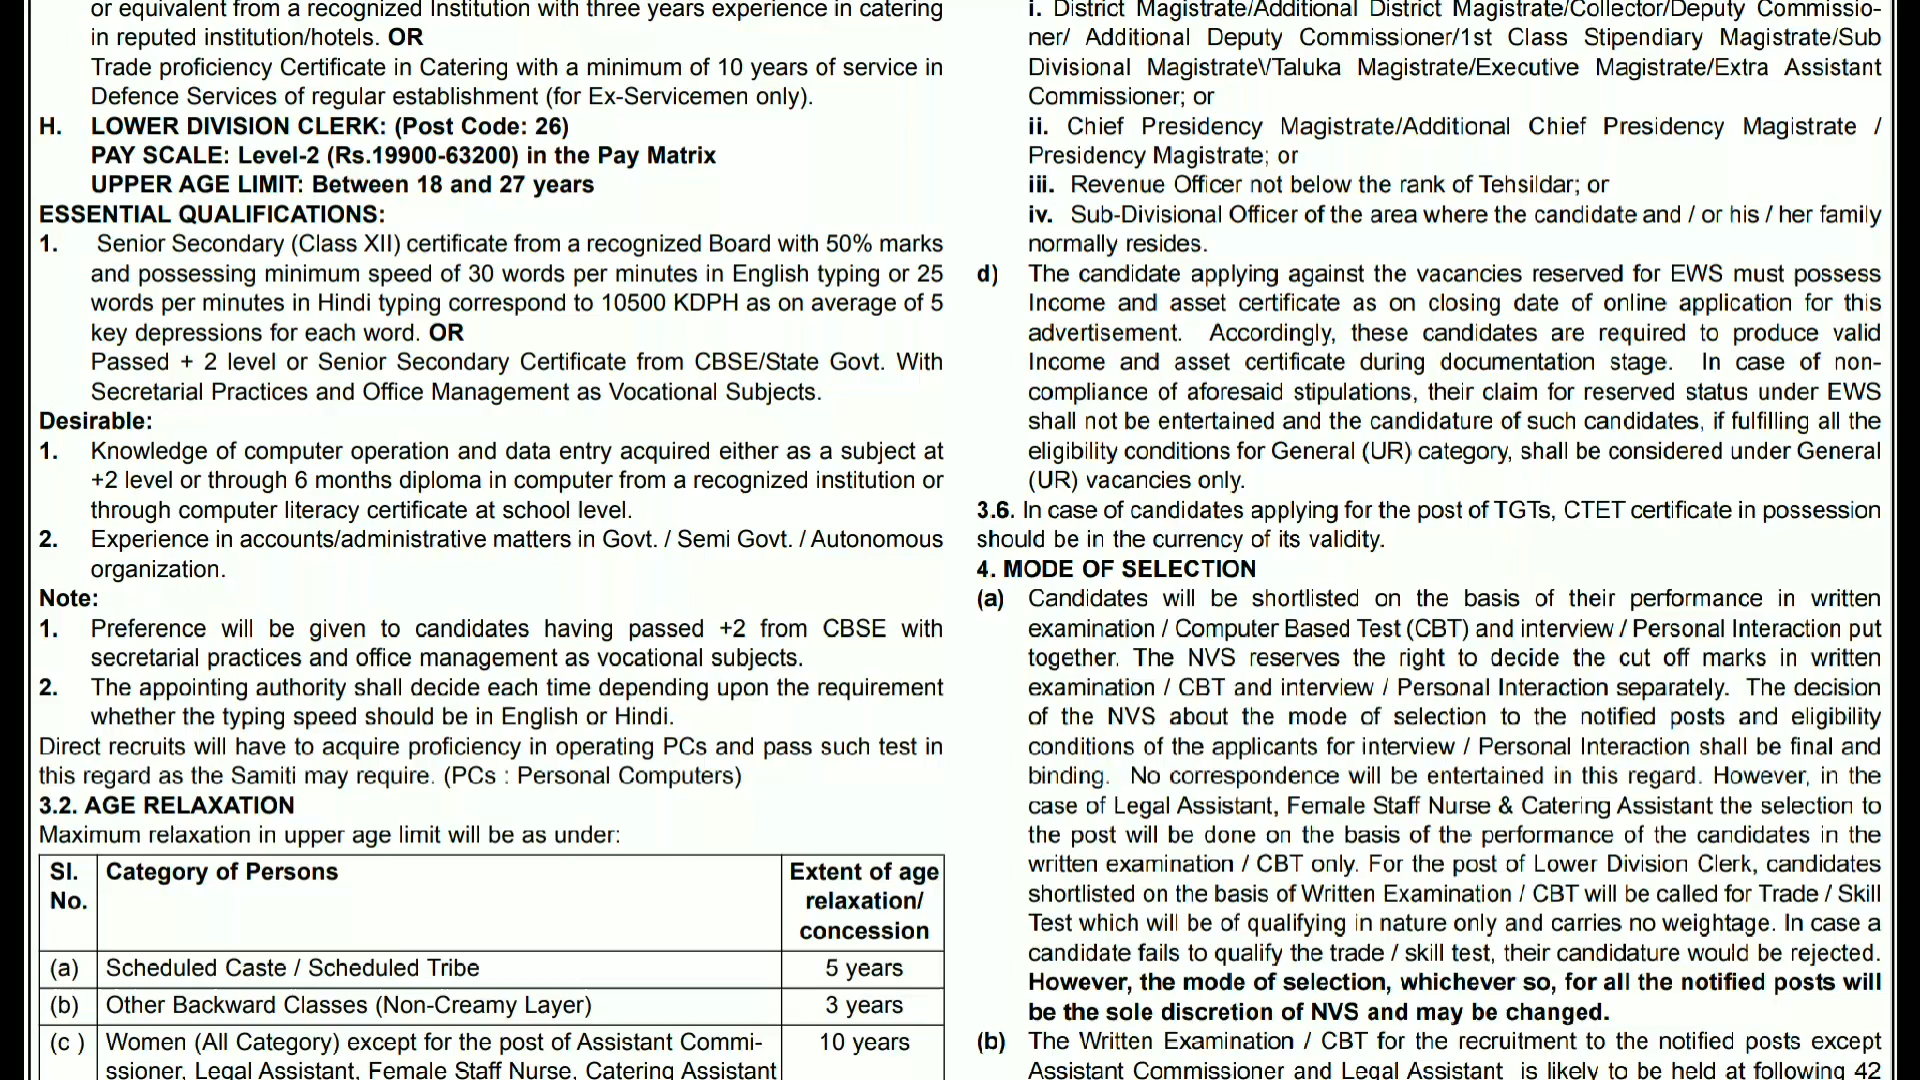 or equivalent from a recognized Institution with three years experience in catering
in reputed institution/hotels. OR
Trade proficiency Certificate in Catering with a minimum of 10 years of service in
Defence Services of regular establishment (for Ex-Servicemen only).
H. LOWER DIVISION CLERK: (Post Code: 26)
PAY SCALE: Level-2 (Rs.19900-63200) in the Pay Matrix
UPPER AGE LIMIT: Between 18 and 27 years
ESSENTIAL QUALIFICATIONS:
1. Senior Secondary (Class XII) certificate from a recognized Board with 50% marks
and possessing minimum speed of 30 words per minutes in English typing or 25
words per minutes in Hindi typing correspond to 10500 KDPH as on average of 5
key depressions for each word. OR
Passed + 2 level or Senior Secondary Certificate from CBSE/State Govt. With
Secretarial Practices and Office Management as Vocational Subjects.
Desirable:
1. Knowledge of computer operation and data entry acquired either as a subject at
+2 level or through 6 months diploma in computer from a recognized institution or
through computer literacy certificate at school level.
2. Experience in accounts/administrative matters in Govt. / Semi Govt. / Autonomous
organization.
Note:
1. Preference will be given to candidates having passed +2 from CBSE with
secretarial practices and office management as vocational subjects.
2. The appointing authority shall decide each time depending upon the requirement
whether the typing speed should be in English or Hindi.
Direct recruits will have to acquire proficiency in operating PCs and pass such test in
this regard as the Samiti may require. (PCs : Personal Computers)
3.2. AGE RELAXATION
Maximum relaxation in upper age limit will be as under:
Sl. No. Category of Persons Extent of age relaxation/ concession
(a) Scheduled Caste / Scheduled Tribe 5 years
(b) Other Backward Classes (Non-Creamy Layer) 3 years
(c ) Women (All Category) except for the post of Assistant Commi- 10 years
ssioner, Legal Assistant, Female Staff Nurse, Catering Assistant
i. District Magistrate/Additional District Magistrate/Collector/Deputy Commissio-
ner/ Additional Deputy Commissioner/1st Class Stipendiary Magistrate/Sub
Divisional Magistrate\/Taluka Magistrate/Executive Magistrate/Extra Assistant
Commissioner; or
ii. Chief Presidency Magistrate/Additional Chief Presidency Magistrate /
Presidency Magistrate; or
iii. Revenue Officer not below the rank of Tehsildar; or
iv. Sub-Divisional Officer of the area where the candidate and / or his / her family
normally resides.
d) The candidate applying against the vacancies reserved for EWS must possess
Income and asset certificate as on closing date of online application for this
advertisement. Accordingly, these candidates are required to produce valid
Income and asset certificate during documentation stage. In case of non-
compliance of aforesaid stipulations, their claim for reserved status under EWS
shall not be entertained and the candidature of such candidates, if fulfilling all the
eligibility conditions for General (UR) category, shall be considered under General
(UR) vacancies only.
3.6. In case of candidates applying for the post of TGTs, CTET certificate in possession
should be in the currency of its validity.
4. MODE OF SELECTION
(a) Candidates will be shortlisted on the basis of their performance in written
examination / Computer Based Test (CBT) and interview / Personal Interaction put
together. The NVS reserves the right to decide the cut off marks in written
examination / CBT and interview / Personal Interaction separately. The decision
of the NVS about the mode of selection to the notified posts and eligibility
conditions of the applicants for interview / Personal Interaction shall be final and
binding. No correspondence will be entertained in this regard. However, in the
case of Legal Assistant, Female Staff Nurse & Catering Assistant the selection to
the post will be done on the basis of the performance of the candidates in the
written examination / CBT only. For the post of Lower Division Clerk, candidates
shortlisted on the basis of Written Examination / CBT will be called for Trade / Skill
Test which will be of qualifying in nature only and carries no weightage. In case a
candidate fails to qualify the trade / skill test, their candidature would be rejected.
However, the mode of selection, whichever so, for all the notified posts will
be the sole discretion of NVS and may be changed.
(b) The Written Examination / CBT for the recruitment to the notified posts except
Assistant Commissioner and Legal Assistant is likely to be held at following 42